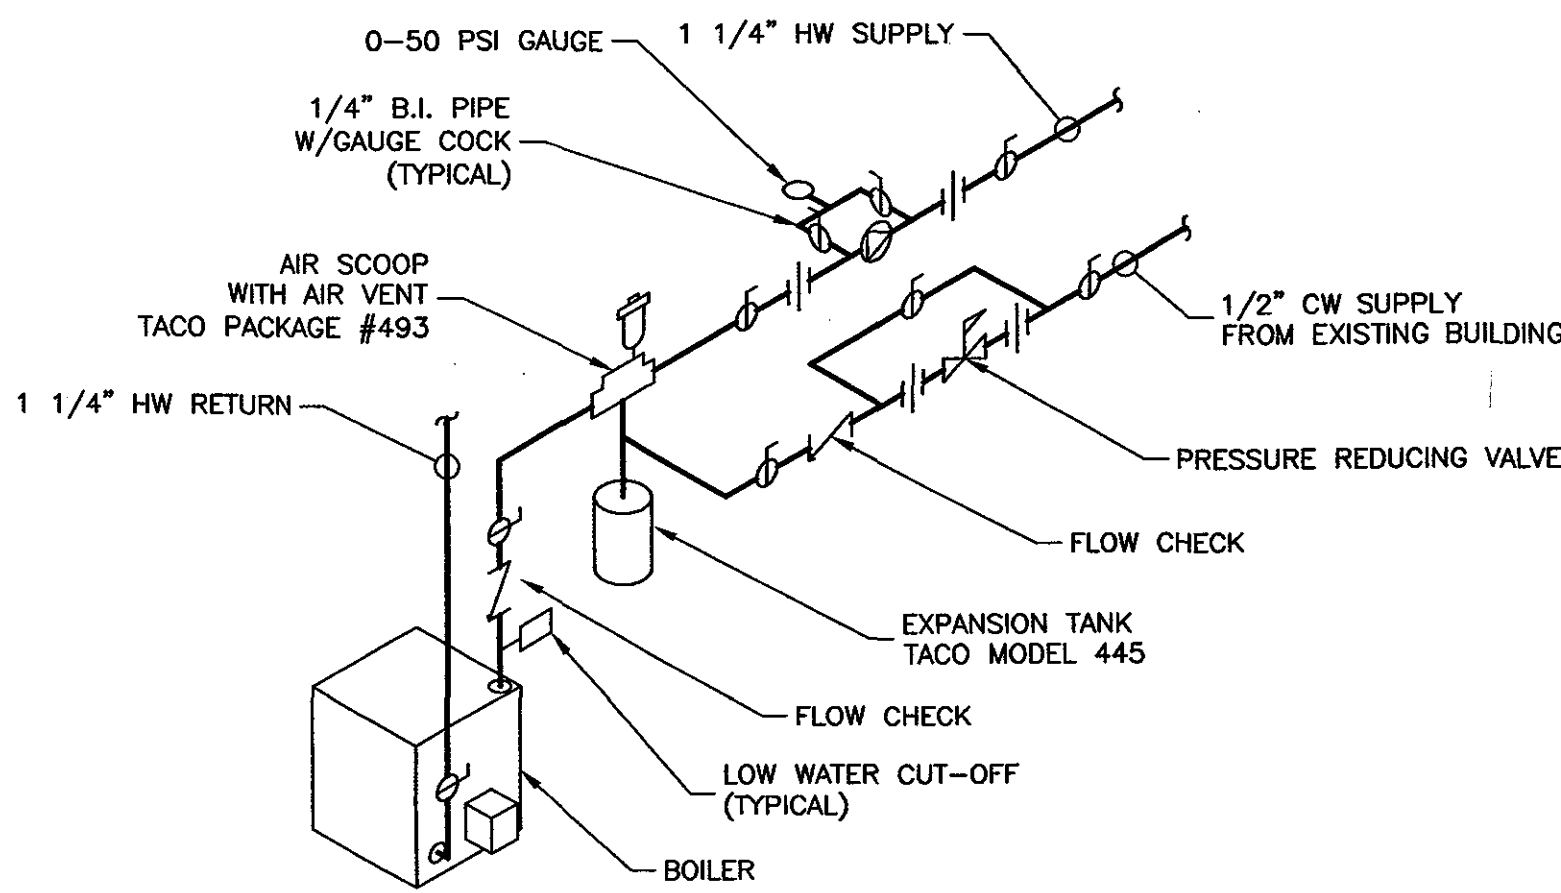 0-50 PSI GAUGE
1 1/4" HW SUPPLY
1/4" B.I. PIPE
W/GAUGE COCK
(TYPICAL)
AIR SCOOP
WITH AIR VENT
TACO PACKAGE #493
1/2" CW SUPPLY
FROM EXISTING BUILDING
1 1/4" HW RETURN
PRESSURE REDUCING VALVE
FLOW CHECK
EXPANSION TANK
TACO MODEL 445
FLOW CHECK
LOW WATER CUT-OFF
(TYPICAL)
BOILER